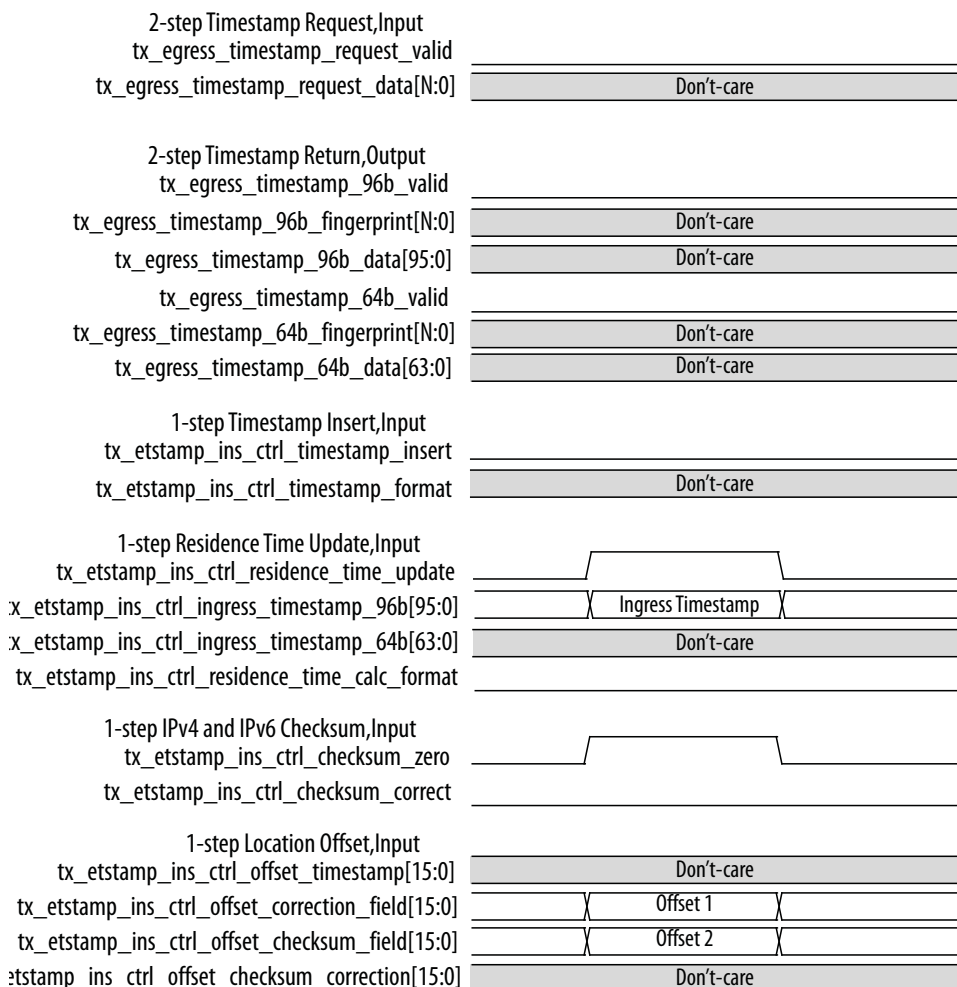 2-step Timestamp Request,Input
tx_egress_timestamp_request_valid
tx_egress_timestamp_request_data[N:0] Don't-care
2-step Timestamp Return,Output
tx_egress_timestamp_96b_valid
tx_egress_timestamp_96b_fingerprint[N:0] Don't-care
tx_egress_timestamp_96b_data[95:0] Don't-care
tx_egress_timestamp_64b_valid
tx_egress_timestamp_64b_fingerprint[N:0] Don't-care
tx_egress_timestamp_64b_data[63:0] Don't-care
1-step Timestamp Insert,Input
tx_etstamp_ins_ctrl_timestamp_insert
tx_etstamp_ins_ctrl_timestamp_format Don't-care
1-step Residence Time Update,Input
tx_etstamp_ins_ctrl_residence_time_update
x_etstamp_ins_ctrl_ingress_timestamp_96b[95:0] Ingress Timestamp
x_etstamp_ins_ctrl_ingress_timestamp_64b[63:0] Don't-care
tx_etstamp_ins_ctrl_residence_time_calc_format
1-step IPv4 and IPv6 Checksum,Input
tx_etstamp_ins_ctrl_checksum_zero
tx_etstamp_ins_ctrl_checksum_correct
1-step Location Offset,Input
tx_etstamp_ins_ctrl_offset_timestamp[15:0] Don't-care
tx_etstamp_ins_ctrl_offset_correction_field[15:0] Offset 1
tx_etstamp_ins_ctrl_offset_checksum_field[15:0] Offset 2
etstamp_ins_ctrl_offset_checksum_correction[15:0] Don't-care